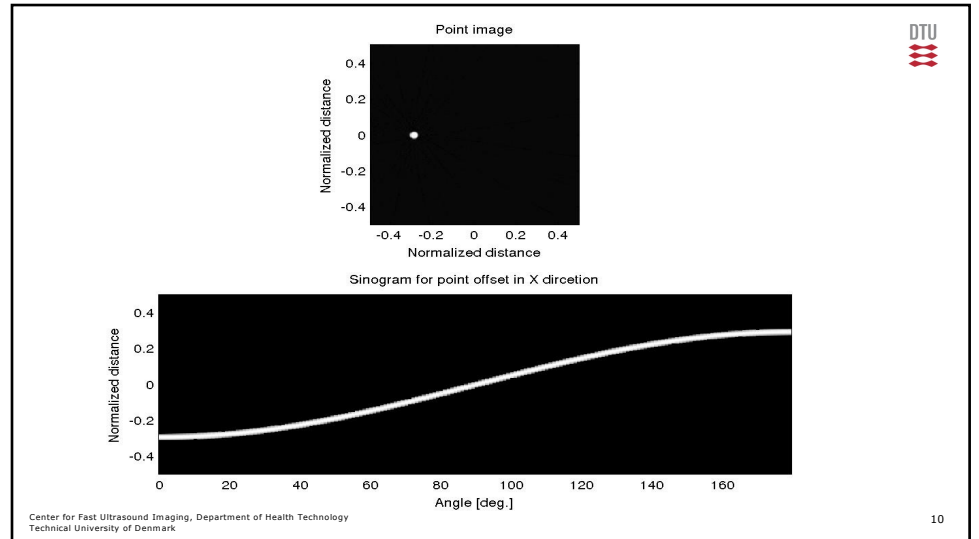 Point image
DTU
0.4
0.2
0
-0.2
-0.4
Normalized distance
-0.4 -0.2 0 0.2 0.4
Normalized distance
Sinogram for point offset in X dircetion
0.4
0.2
0
-0.2
-0.4
Normalized distance
0 20 40 60 80 100 120 140 160
Angle [deg.]
Center for Fast Ultrasound Imaging, Department of Health Technology
Technical University of Denmark
10